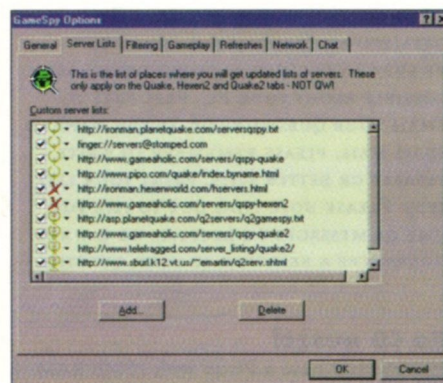 GameSpy Options
General Server Lists Filtering Gameplay Refreshes Network Chat
This is the list of places where you will get updated lists of servers. These
only apply on the Quake, Hexen2 and Quake2 tabs - NOT QW!
Custom server lists:
http://ironman.planetquake.com/serversqspy.txt
finger://servers@stomped.com
http://www.gameaholic.com/servers/qspy-quake
http://www.pipo.com/quake/index.byname.html
http://ironman.hexenworld.com/hservers.html
http://www.gameaholic.com/servers/qspy-hexen2
http://asp.planetquake.com/q2servers/q2gamespy.txt
http://www.gameaholic.com/servers/qspy-quake2
http://www.telefragged.com/server_listing/quake2/
http://www.sburl.k12.vt.us/~emartin/q2serv.shtml
Add... Delete
OK Cancel